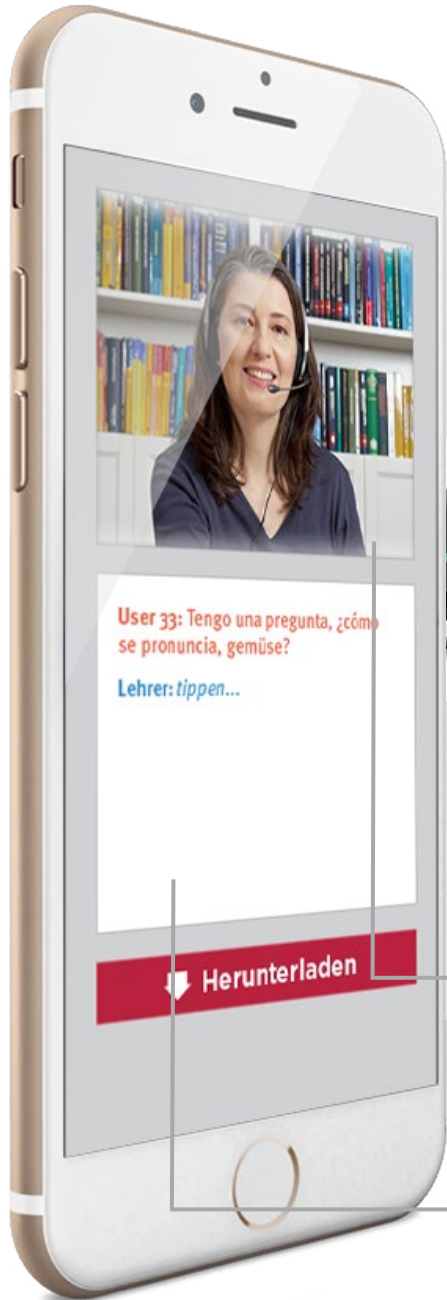 User 33: Tengo una pregunta, ¿cómo
se pronuncia, gemüse?
Lehrer: tippen...
Herunterladen